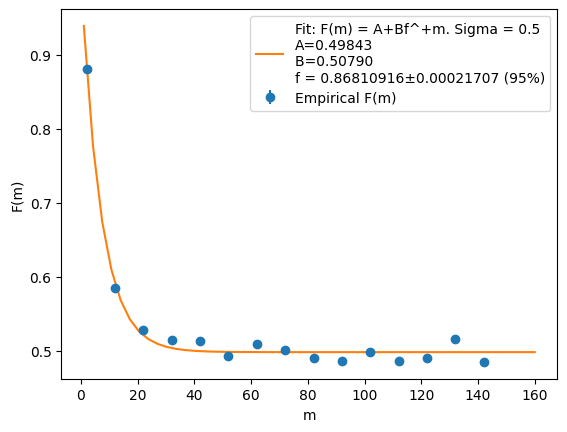 Fit: F(m) = A+Bf^+m. Sigma = 0.5
A=0.49843
B=0.50790
f = 0.86810916±0.00021707 (95%)
Empirical F(m)
F(m)
0.9
0.8
0.7
0.6
0.5
0 20 40 60 80 100 120 140 160
m